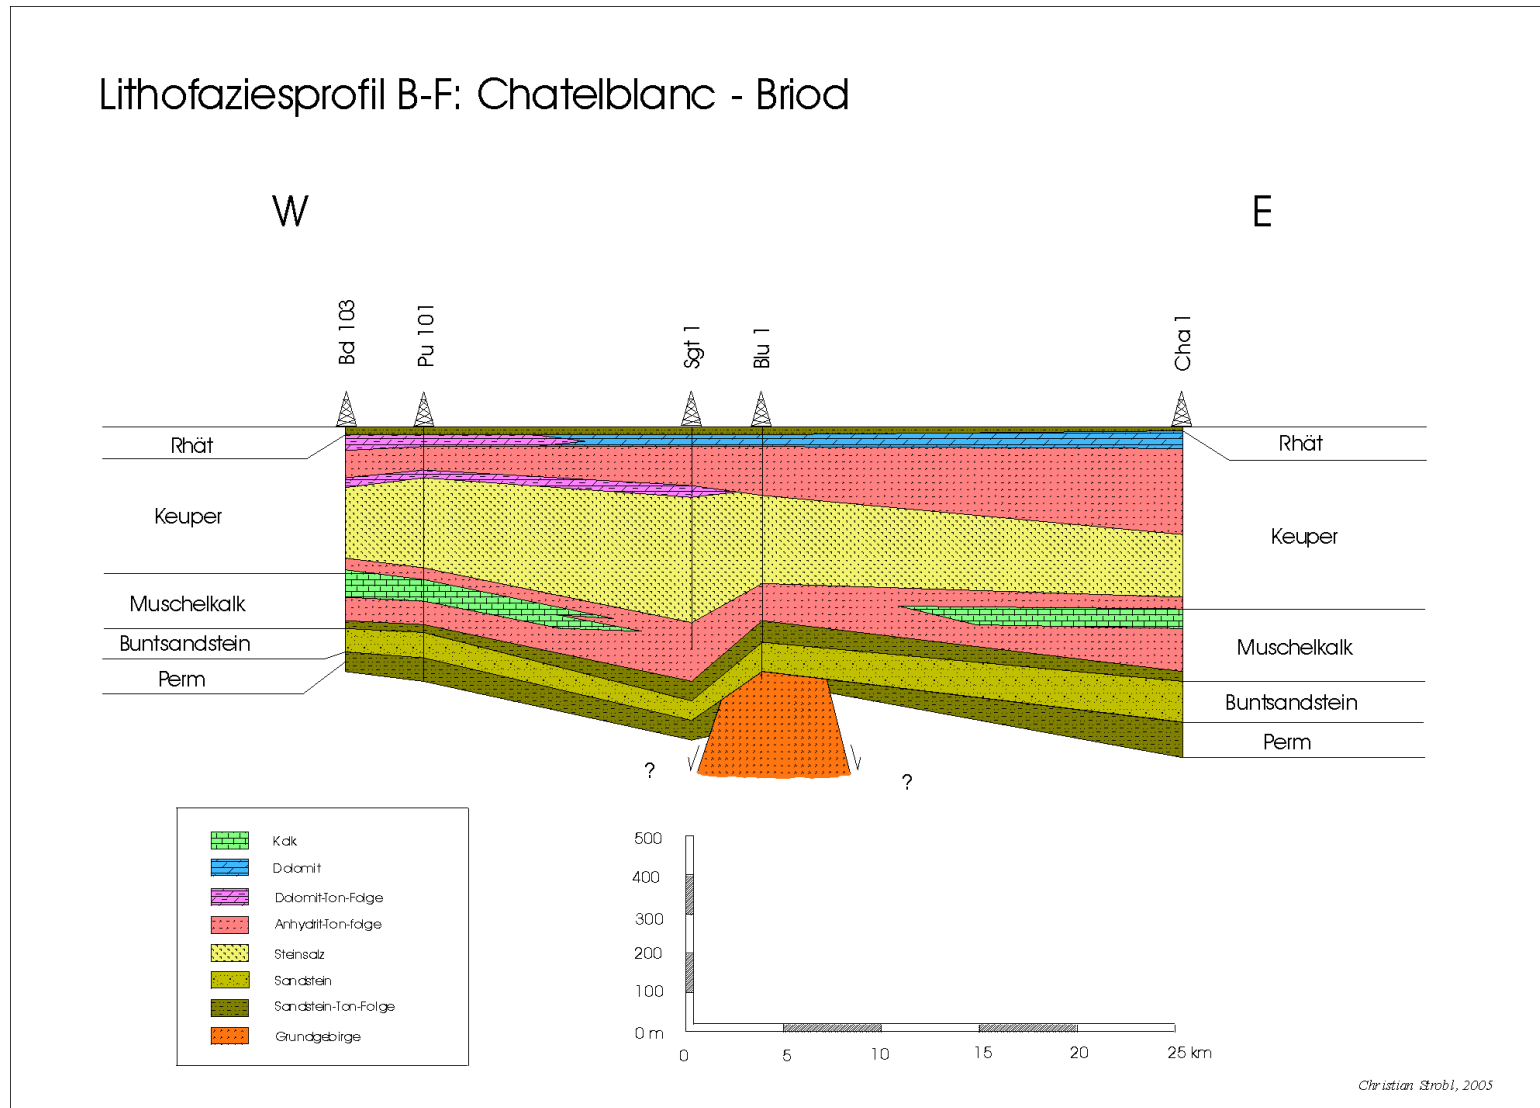 Lithofaziesprofil B-F: Chatelblanc - Briod
W
E
Bd 103
Pu 101
Sgt 1
Blu 1
Cha 1
Rhät
Keuper
Muschelkalk
Buntsandstein
Perm
Rhät
Keuper
Muschelkalk
Buntsandstein
Perm
?
?
Kalk
Dolomit
Dolomit-Ton-Folge
Anhydrit-Ton-folge
Steinsalz
Sandstein
Sandstein-Ton-Folge
Grundgebirge
500
400
300
200
100
0 m
0
5
10
15
20
25 km
Christian Strobl, 2005